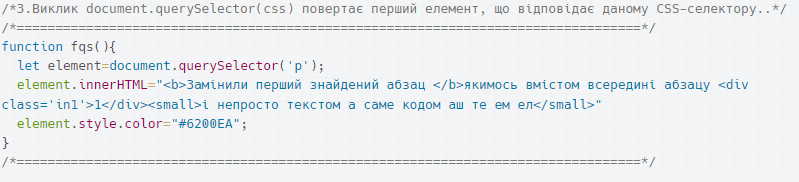 /*3.Виклик document.querySelector(css) повертає перший елемент, що відповідає даному CSS-селектору..*/
/*================================================================================*/
function fqs(){
  let element=document.querySelector('p');
  element.innerHTML="<b>Замінили перший знайдений абзац </b>якимось вмістом всередині абзацу <div
class='in1'>1</div><small>і непросто текстом а саме кодом аш те ем ел</small>"
  element.style.color="#6200EA";
}
/*================================================================================*/